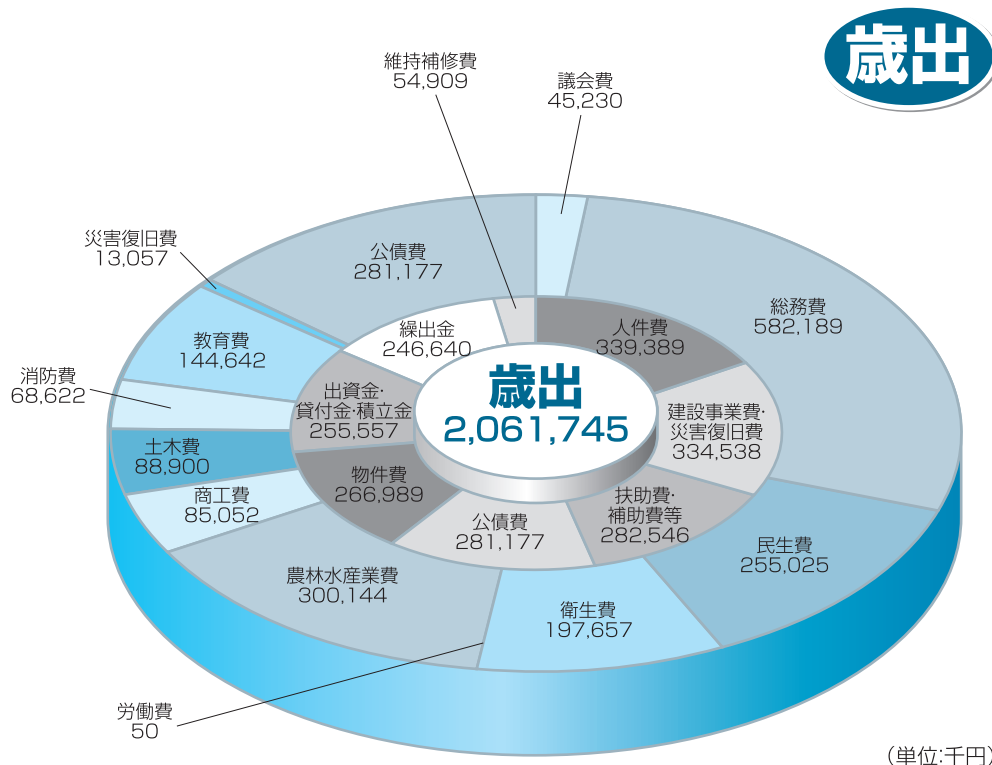 歳出
維持補修費
54,909
議会費
45,230
災害復旧費
13,057
公債費
281,177
総務費
582,189
教育費
144,642
繰出金
246,640
人件費
339,389
消防費
68,622
出資金・
貸付金・積立金
255,557
歳出
2,061,745
建設事業費・
災害復旧費
334,538
土木費
88,900
物件費
266,989
商工費
85,052
公債費
281,177
扶助費・
補助費等
282,546
民生費
255,025
農林水産業費
300,144
衛生費
197,657
労働費
50
(単位:千円)